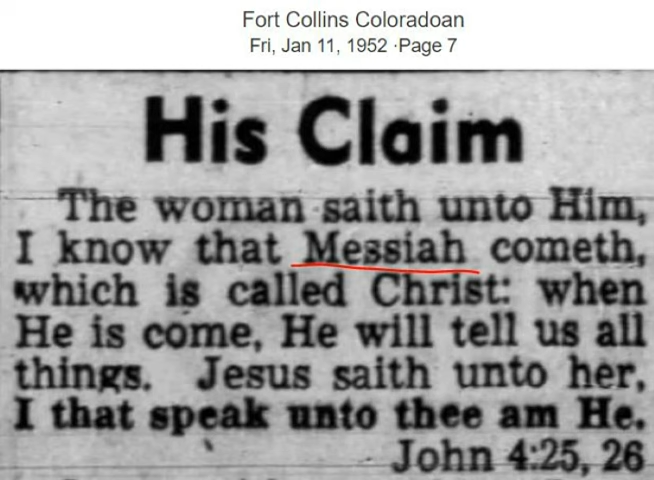 Fort Collins Coloradoan
Fri, Jan 11, 1952 ·Page 7
His Claim
The woman saith unto Him,
I know that Messiah cometh,
which is called Christ: when
He is come, He will tell us all
things. Jesus saith unto her,
I that speak unto thee am He.
John 4:25, 26